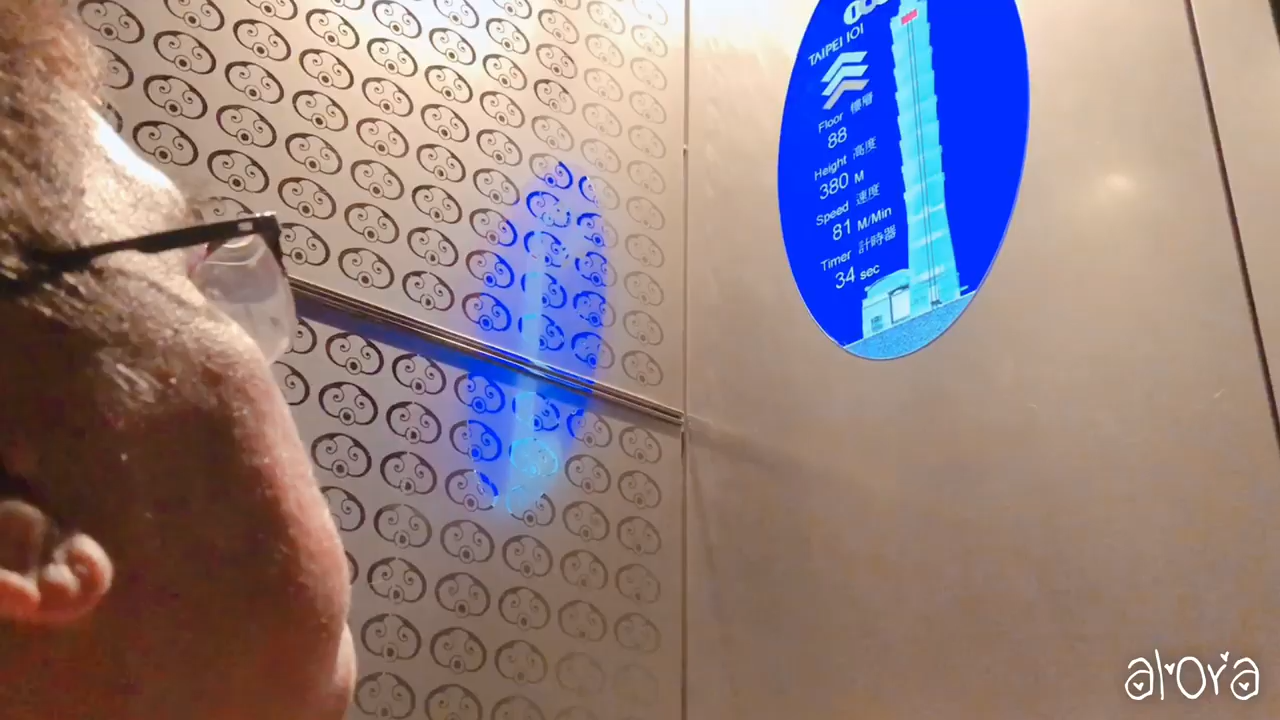 TAIPEI 101
Floor 樓層
88
Height 高度
380 M
Speed 速度
81 M/Min
Timer 計時器
34 sec
alora